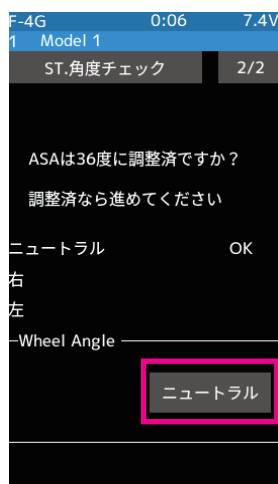 F-4G 0:06 7.4V
1 Model 1
ST.角度チェック 2/2
ASAは36度に調整済ですか？
調整済なら進めてください
ニュートラル OK
右
左
Wheel Angle
ニュートラル